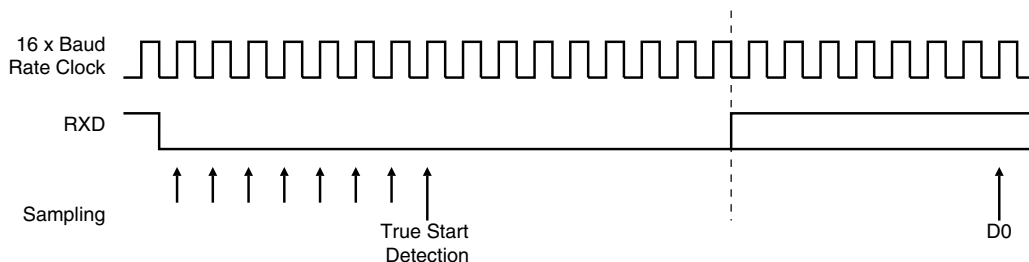 16 x Baud
Rate Clock
RXD
Sampling
True Start
Detection
D0